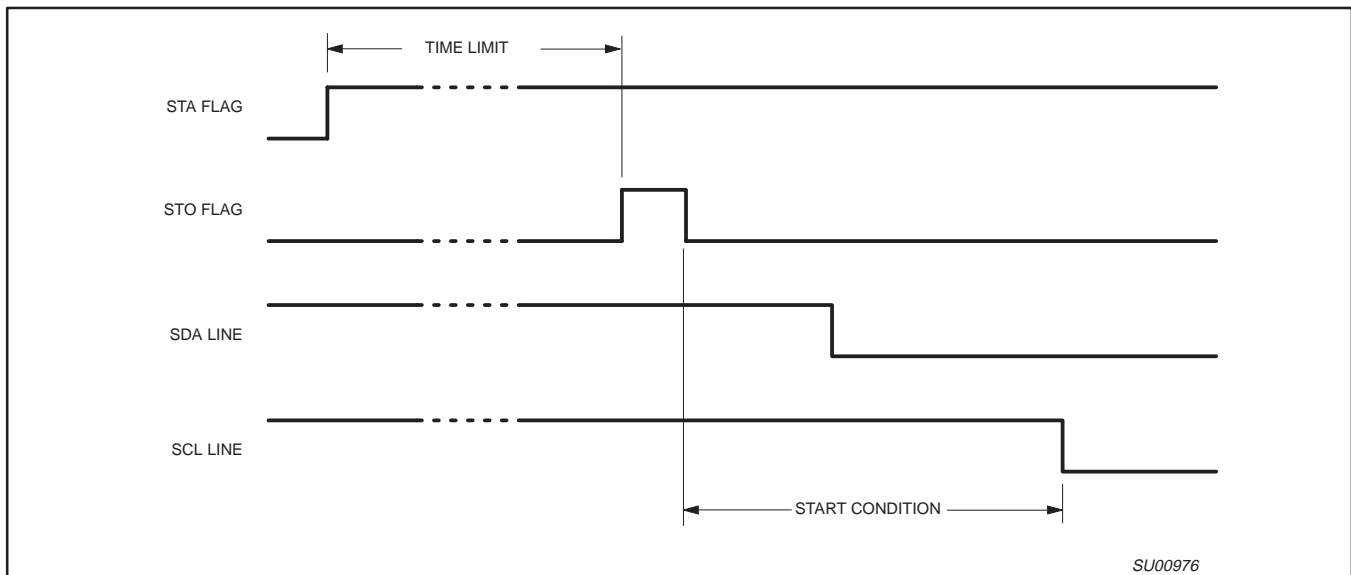 TIME LIMIT
STA FLAG
STO FLAG
SDA LINE
SCL LINE
START CONDITION
SU00976